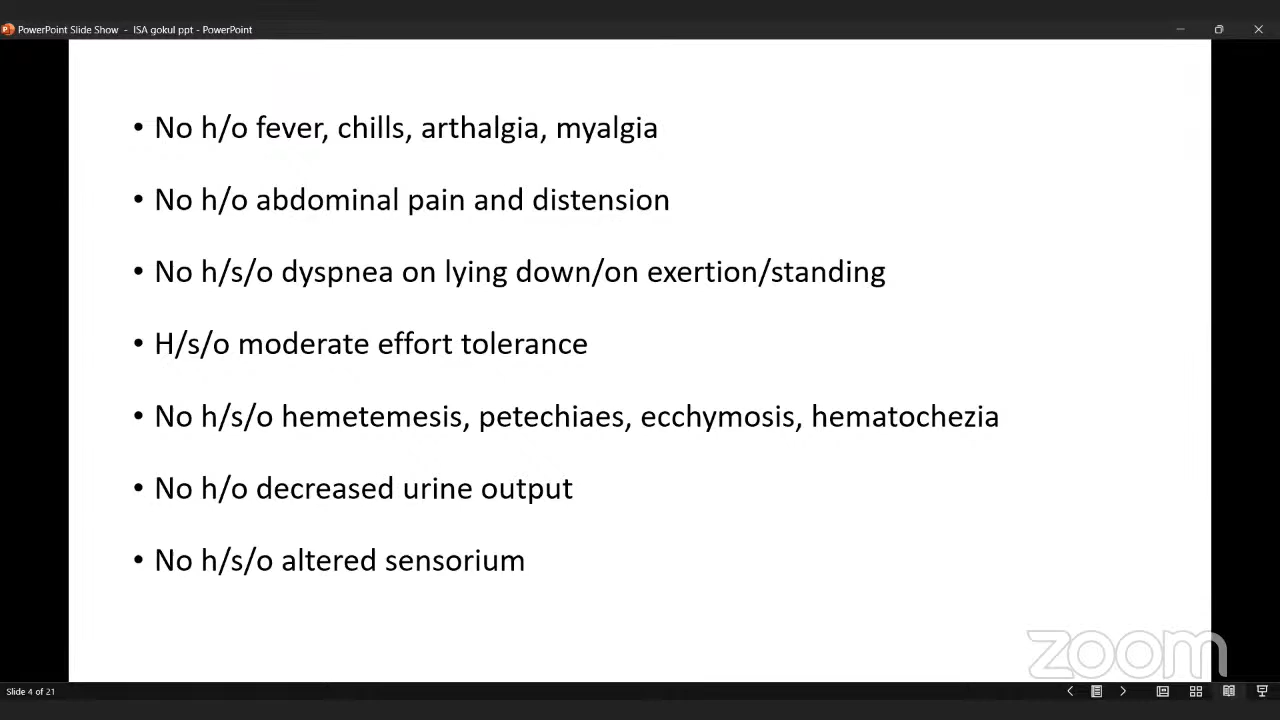 PowerPoint Slide Show - ISA gokul ppt - PowerPoint
• No h/o fever, chills, arthalgia, myalgia
• No h/o abdominal pain and distension
• No h/s/o dyspnea on lying down/on exertion/standing
• H/s/o moderate effort tolerance
• No h/s/o hemetemesis, petechiaes, ecchymosis, hematochezia
• No h/o decreased urine output
• No h/s/o altered sensorium
zoom
Slide 4 of 21